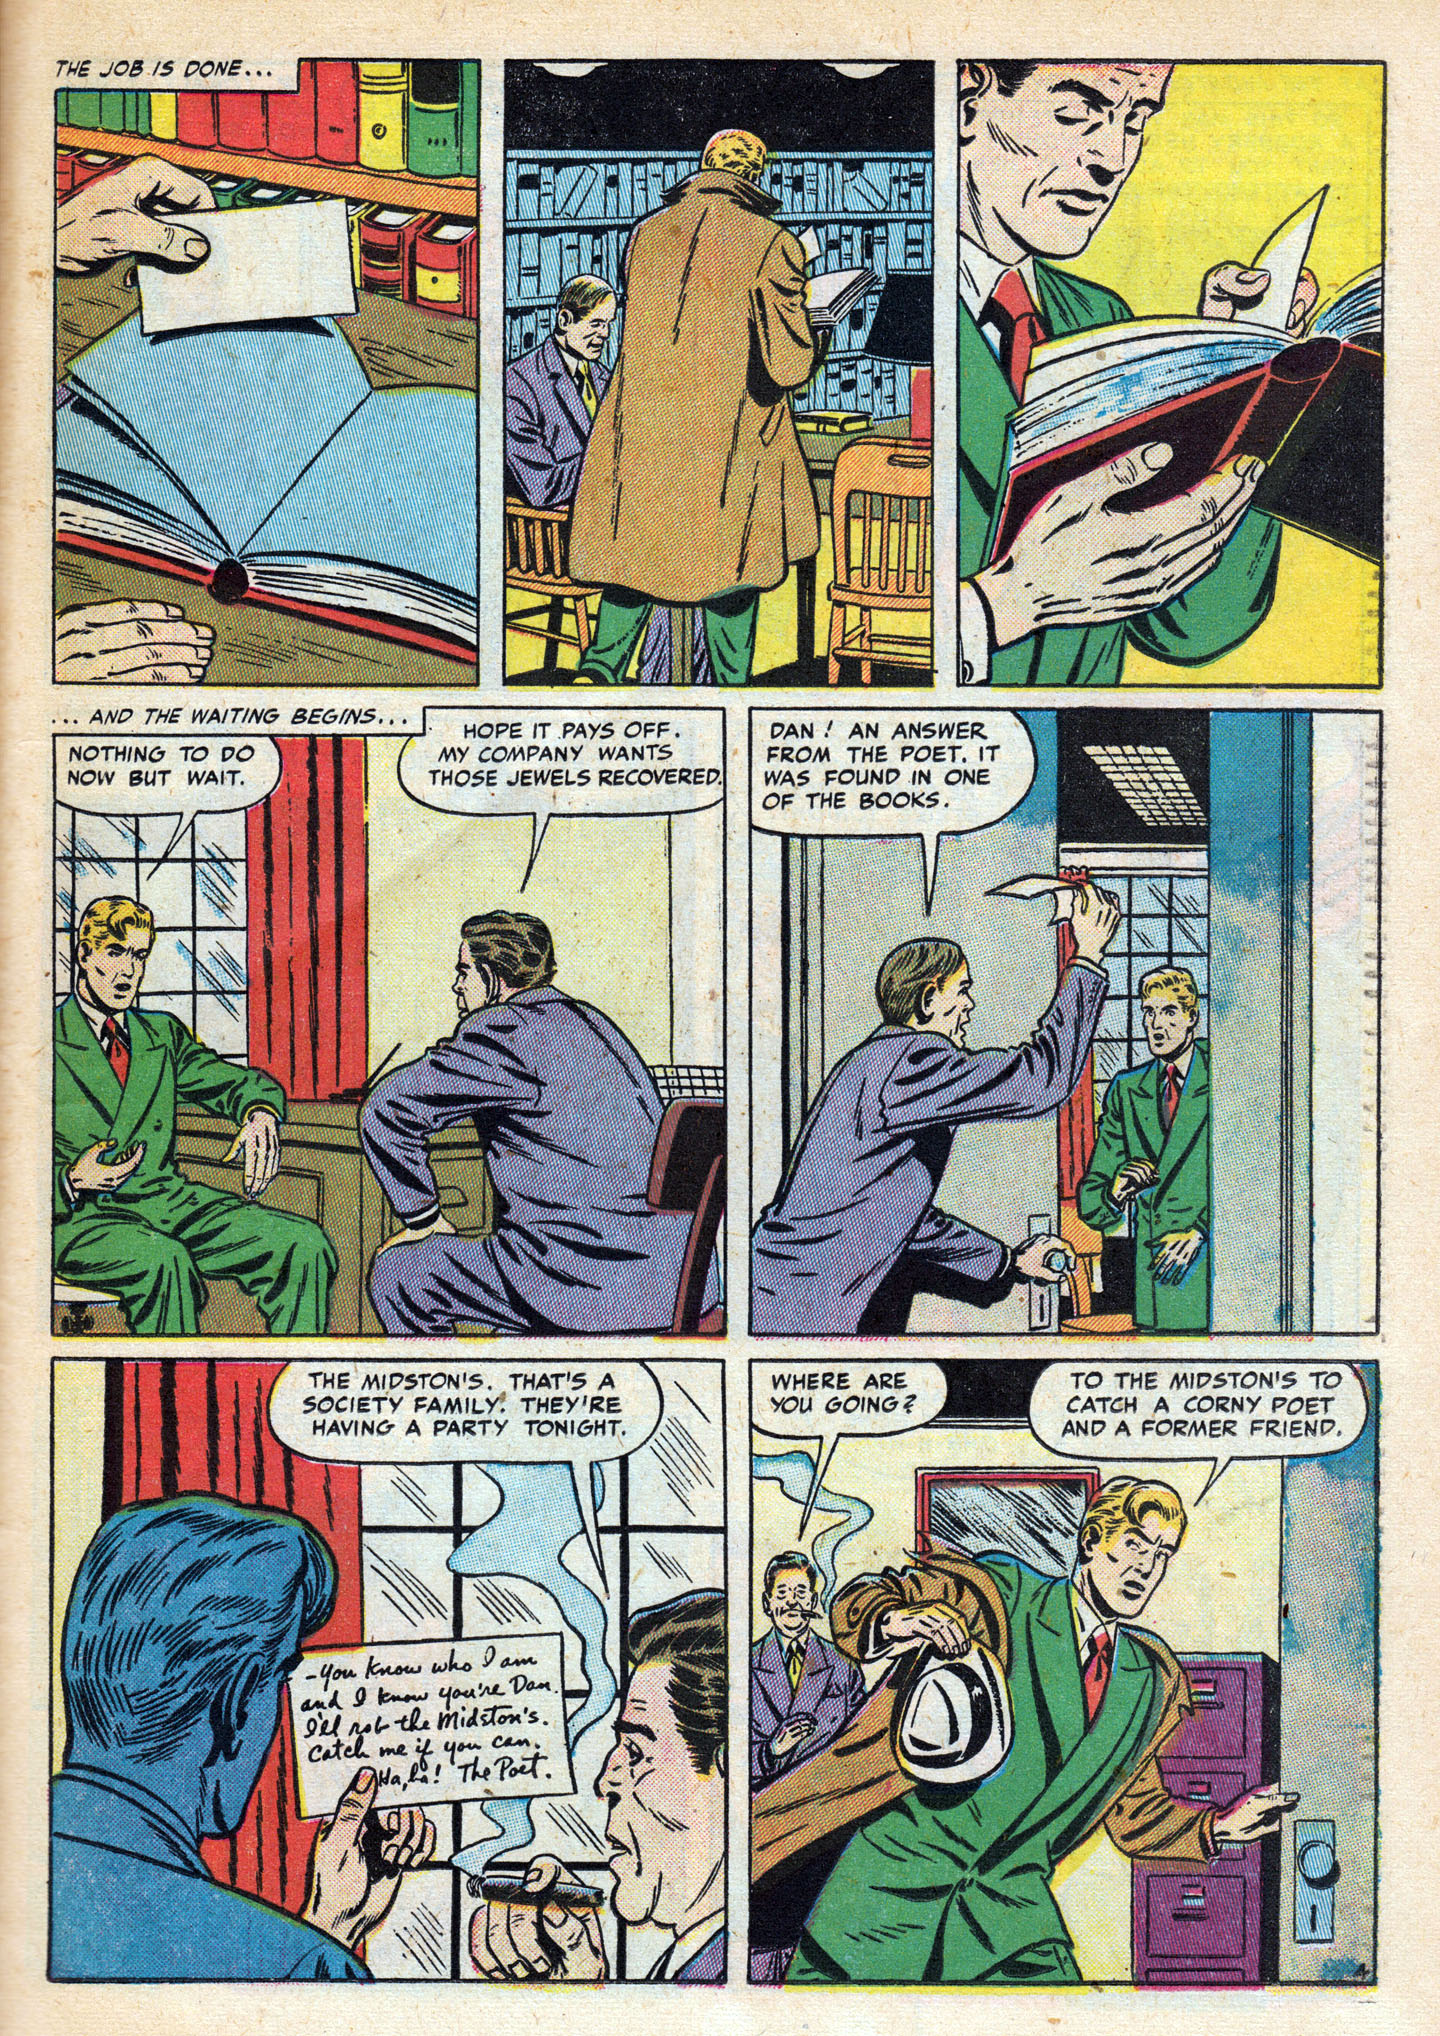 THE JOB IS DONE...
... AND THE WAITING BEGINS...
NOTHING TO DO
NOW BUT WAIT.
HOPE IT PAYS OFF.
MY COMPANY WANTS
THOSE JEWELS RECOVERED.
DAN! AN ANSWER
FROM THE POET. IT
WAS FOUND IN ONE
OF THE BOOKS.
THE MIDSTON'S. THAT'S A
SOCIETY FAMILY. THEY'RE
HAVING A PARTY TONIGHT.
-You know who I am
and I know you're Dan.
I'll rob the Midston's.
Catch me if you can.
Ha, ha! The Poet.
WHERE ARE
YOU GOING?
TO THE MIDSTON'S TO
CATCH A CORNY POET
AND A FORMER FRIEND.
4